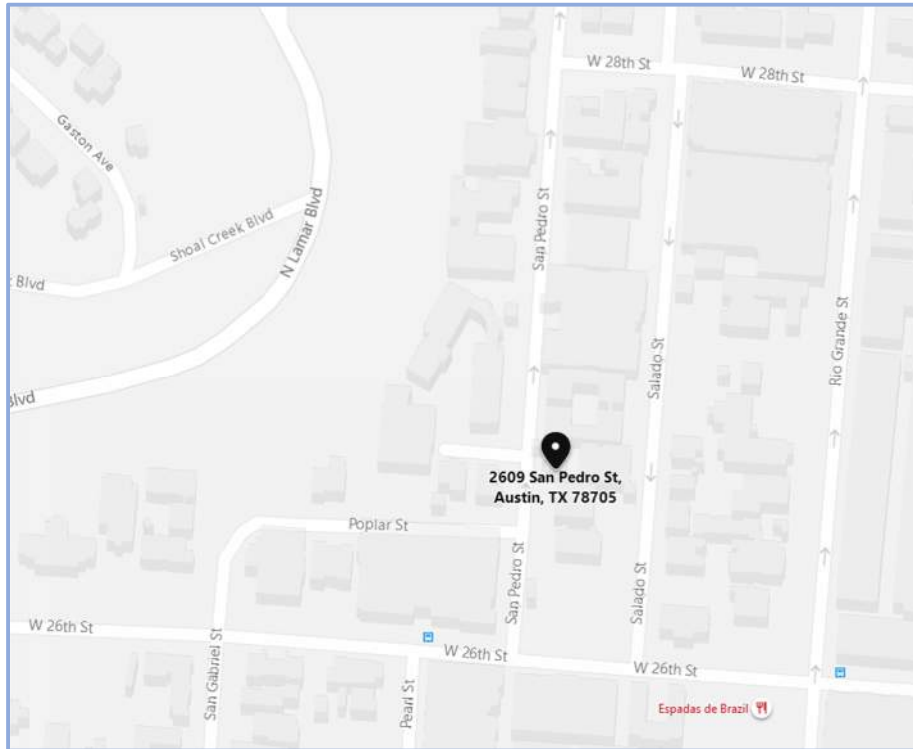 W 28th St
W 28th St
Gaston Ave
Shoal Creek Blvd
N Lamar Blvd
San Pedro St
Blvd
Rio Grande St
Salado St
Blvd
2609 San Pedro St,
Austin, TX 78705
Poplar St
San Pedro St
Salado St
W 26th St
San Gabriel St
W 26th St
W 26th St
Pearl St
Espadas de Brazil